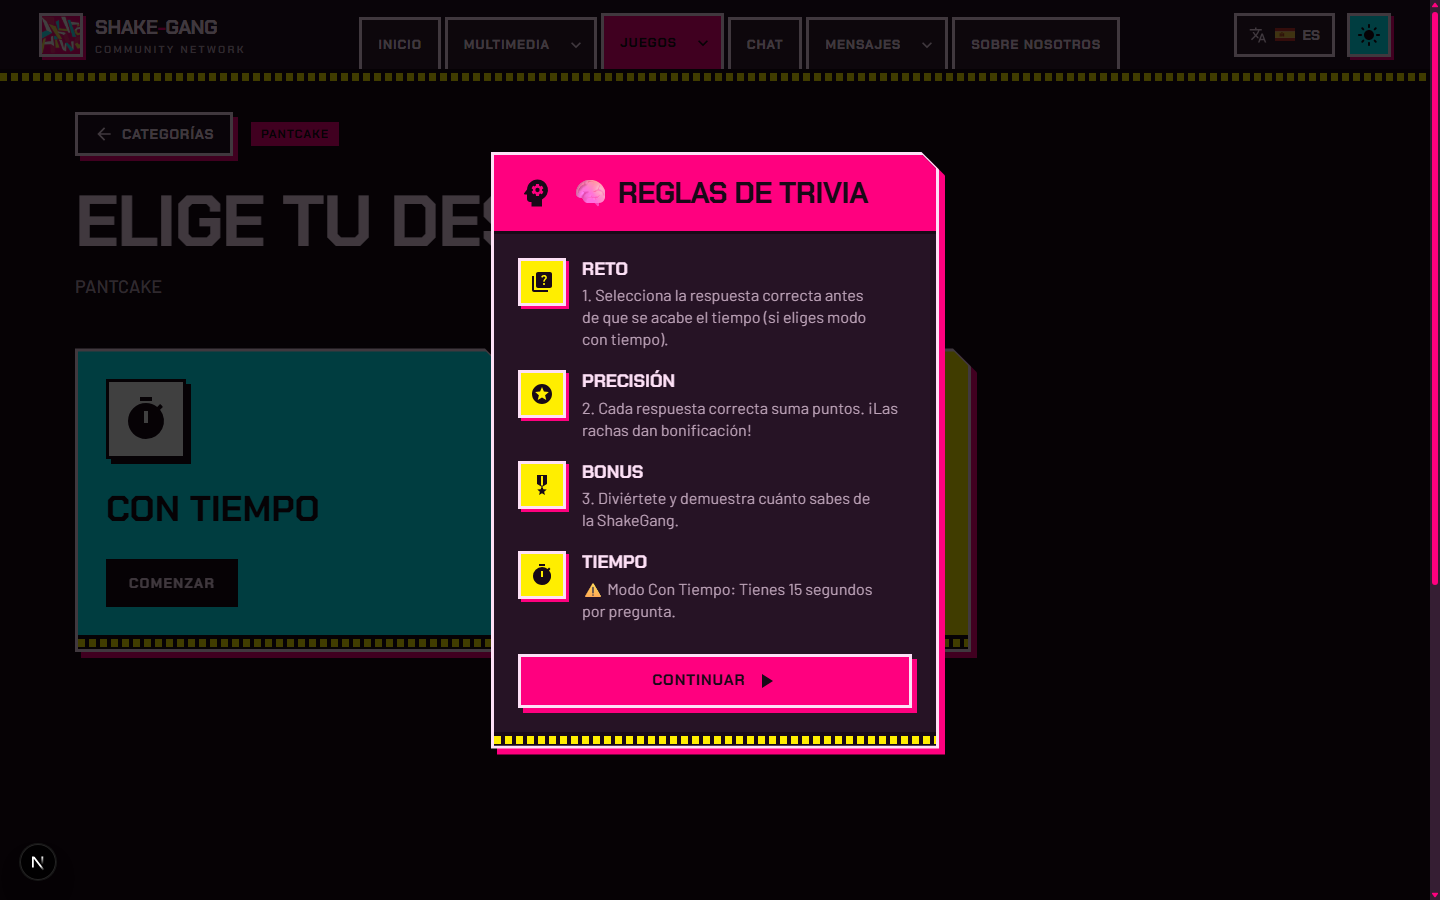 SHAKE-GANG
COMMUNITY NETWORK
INICIO
MULTIMEDIA
JUEGOS
CHAT
MENSAJES
SOBRE NOSOTROS
ES
CATEGORÍAS
PANTCAKE
ELIGE TU
PANTCAKE
CON TIEMPO
COMENZAR
REGLAS DE TRIVIA
RETO
1. Selecciona la respuesta correcta antes
de que se acabe el tiempo (si eliges modo
con tiempo).
PRECISIÓN
2. Cada respuesta correcta suma puntos. ¡Las
rachas dan bonificación!
BONUS
3. Diviértete y demuestra cuánto sabes de
la ShakeGang.
TIEMPO
⚠️ Modo Con Tiempo: Tienes 15 segundos
por pregunta.
CONTINUAR
N